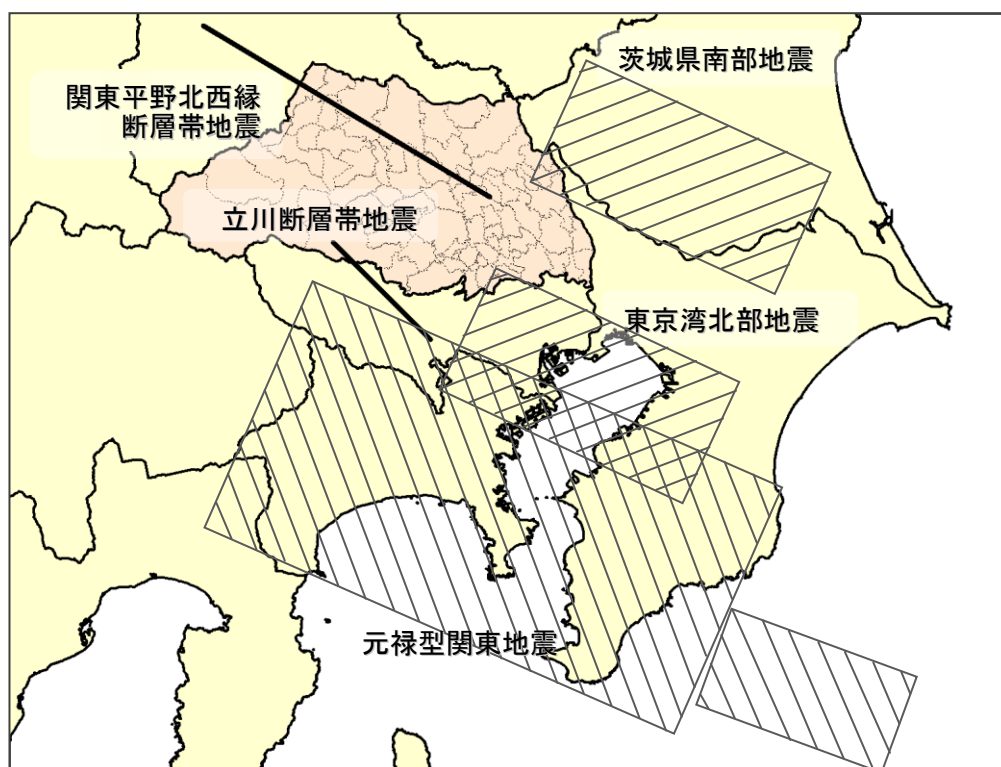 茨城県南部地震
関東平野北西縁
断層帯地震
立川断層帯地震
東京湾北部地震
元禄型関東地震